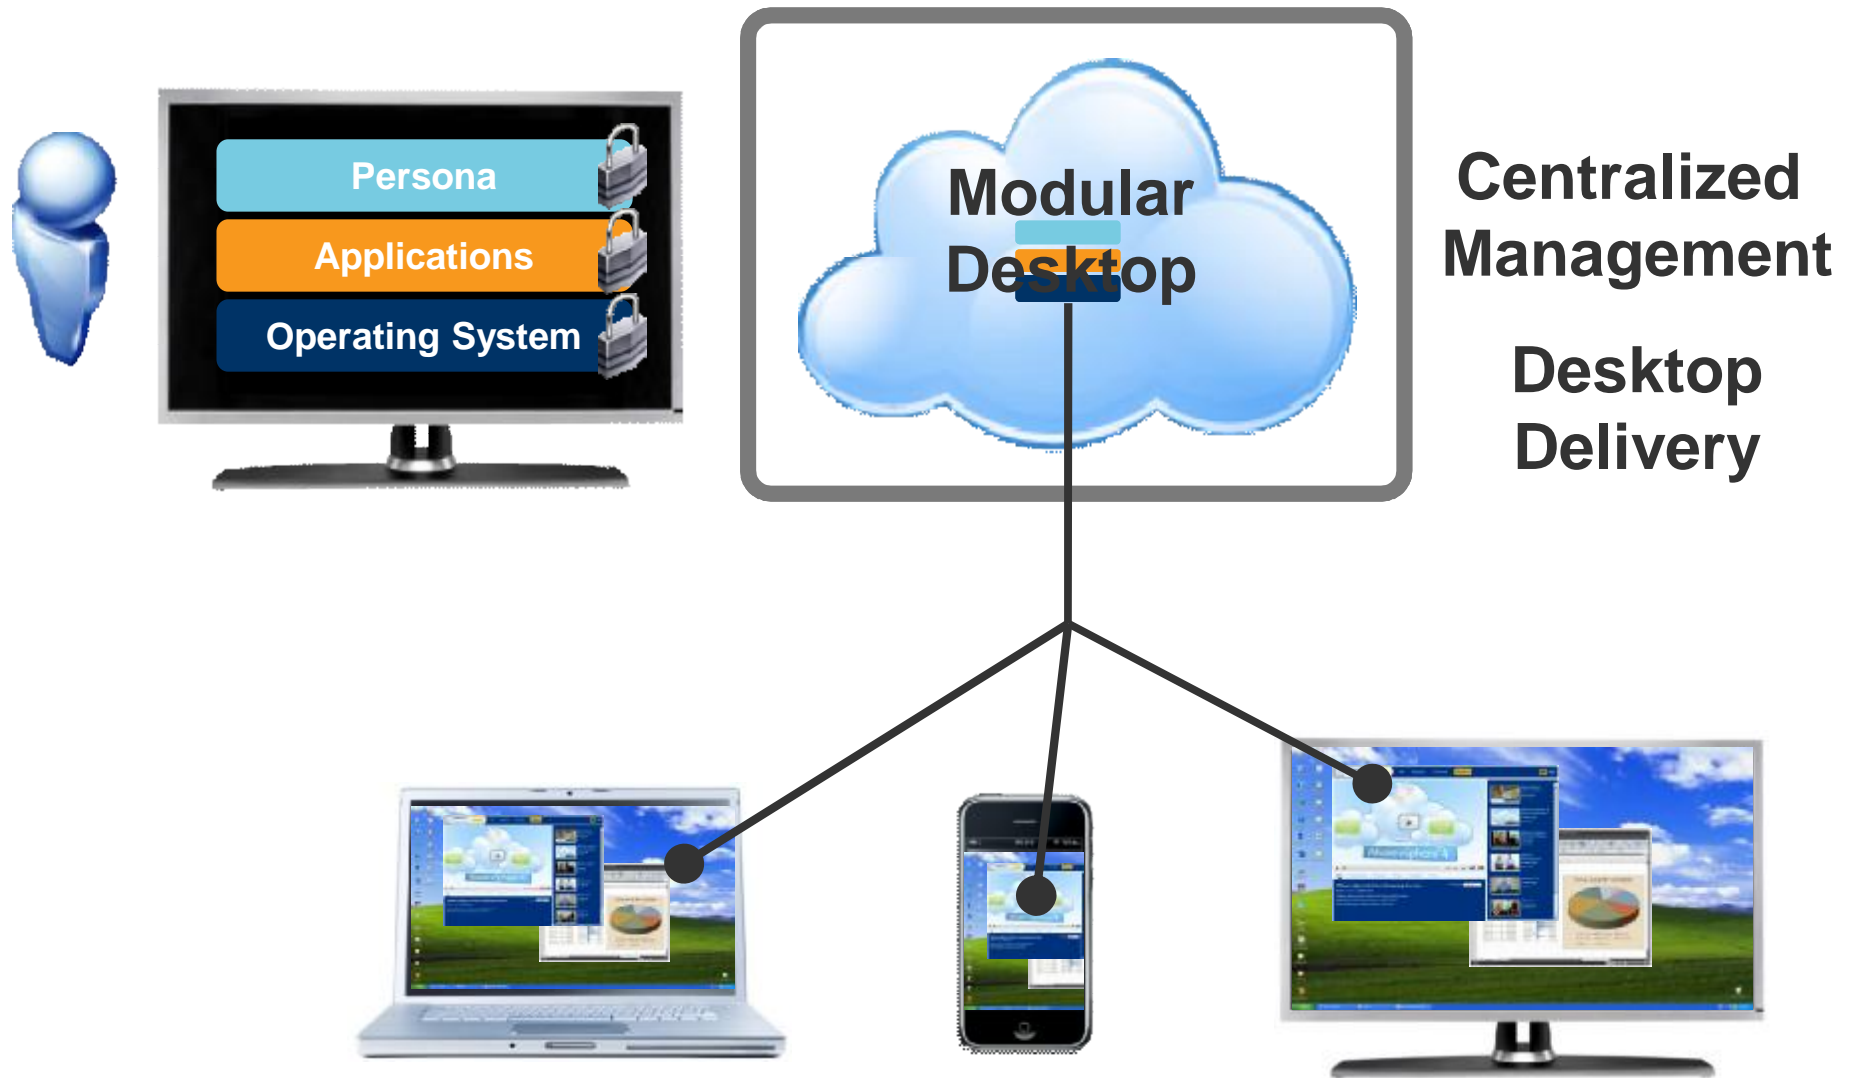 Persona
Applications
Operating System
Modular
Desktop
Centralized
Management
Desktop
Delivery